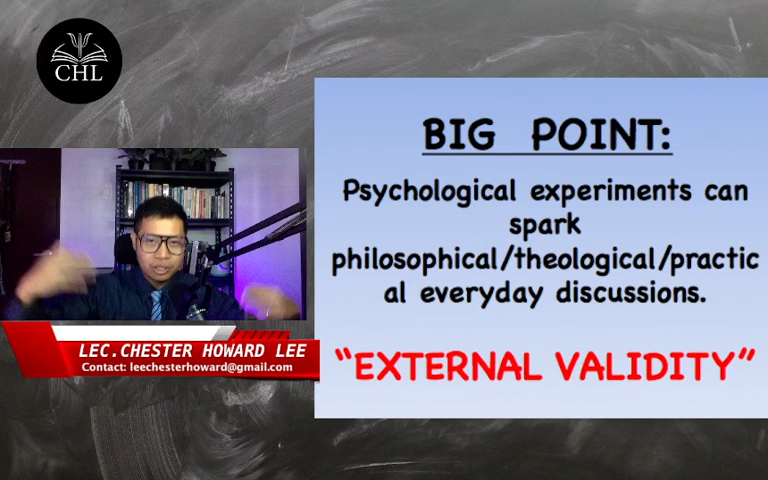 CHL
BIG POINT:
Psychological experiments can
spark
philosophical/theological/practic
al everyday discussions.
"EXTERNAL VALIDITY"
LEC.CHESTER HOWARD LEE
Contact: leechesterhoward@gmail.com